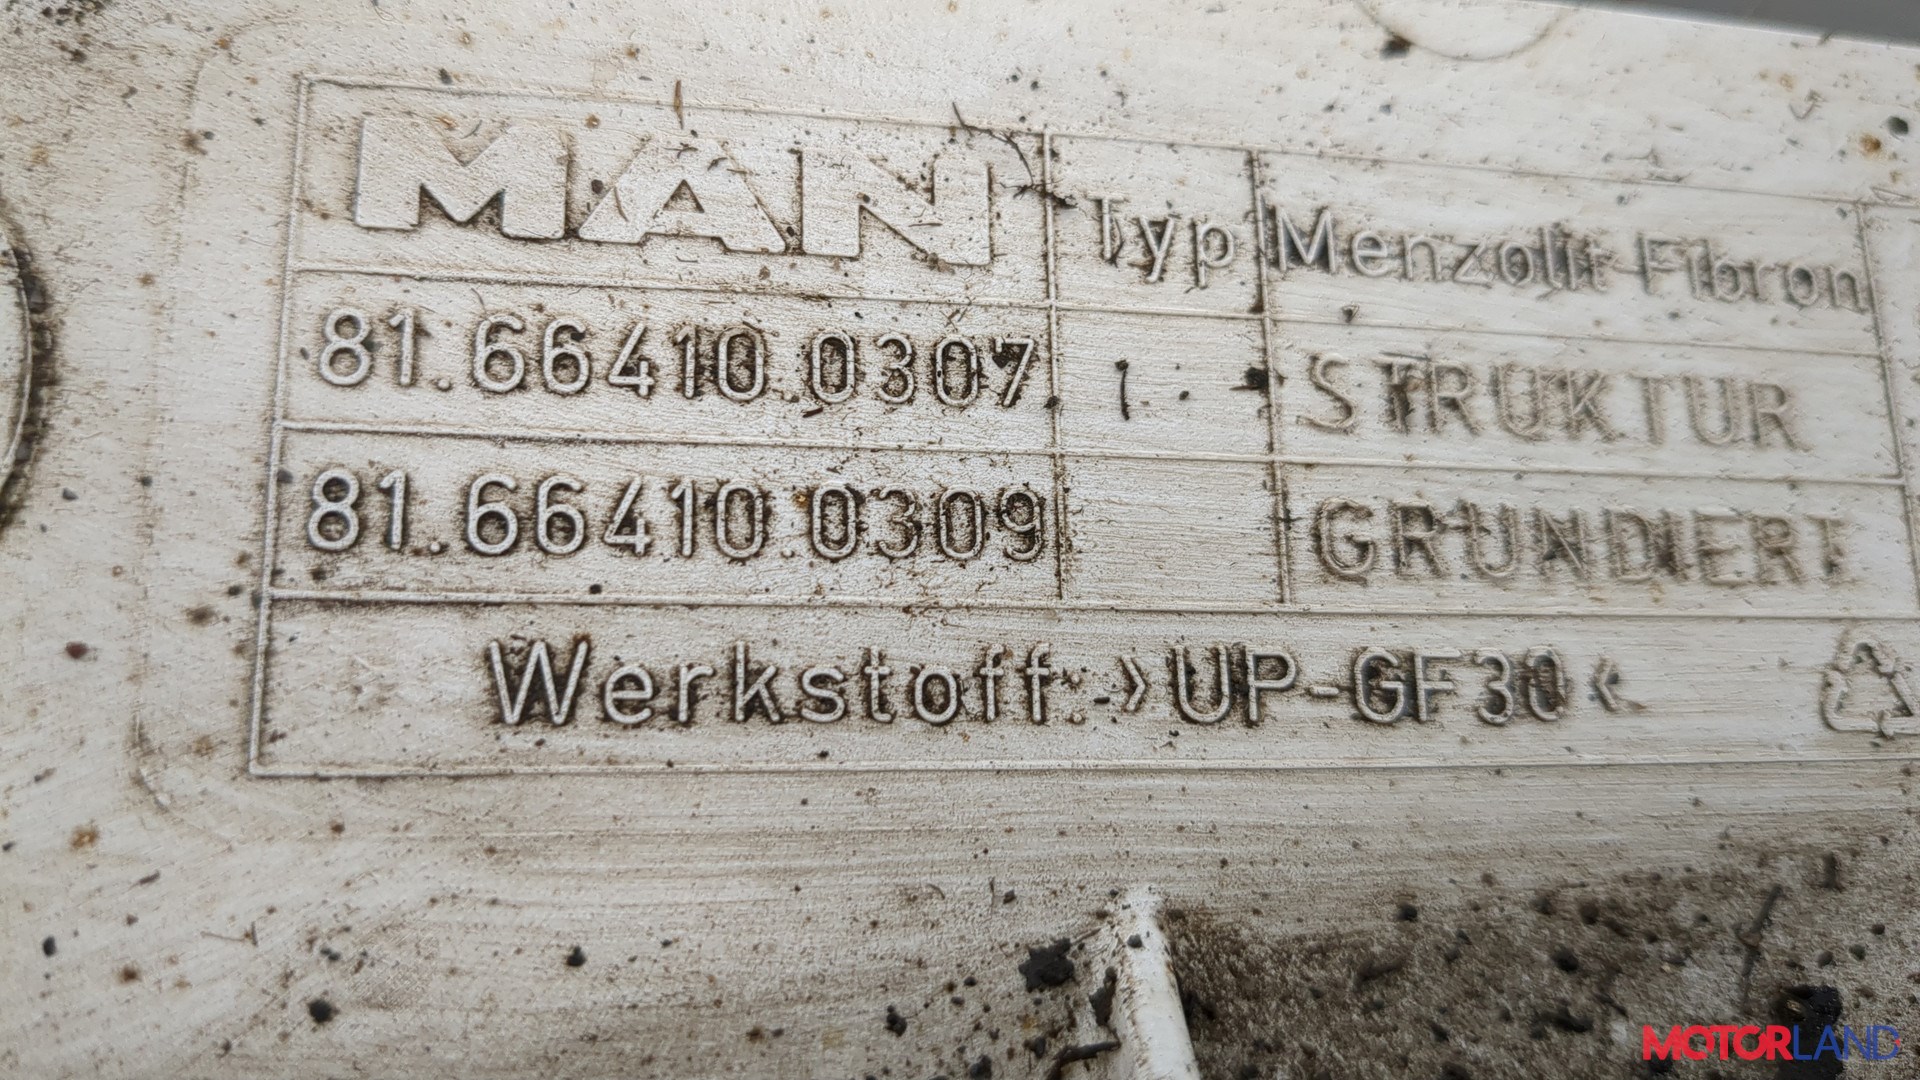 MAN Typ Menzolit-Fibron
81.66410.0307 STRUKTUR
81.66410.0309 GRUNDIERT
Werkstoff: >UP-GF30<
MOTORLAND